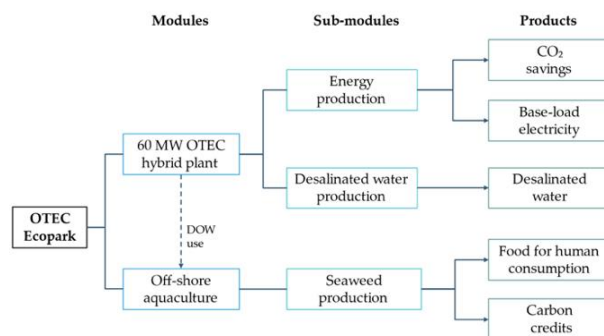 Modules
Sub-modules
Products
CO₂
savings
Energy
production
Base-load
electricity
60 MW OTEC
hybrid plant
Desalinated water
production
Desalinated
water
OTEC
Ecopark
DOW
use
Off-shore
aquaculture
Seaweed
production
Food for human
consumption
Carbon
credits